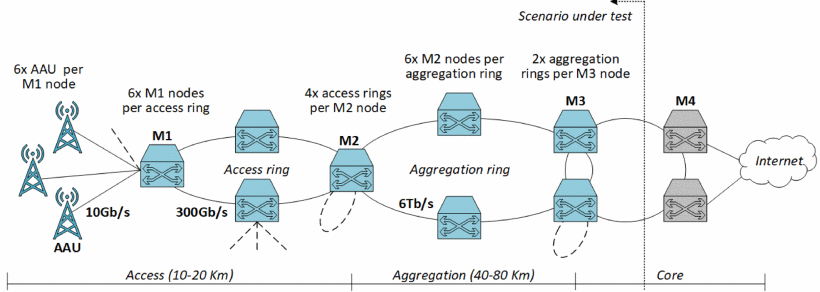 Scenario under test
6x AAU per
M1 node
6x M1 nodes
per access ring
4x access rings
per M2 node
6x M2 nodes per
aggregation ring
2x aggregation
rings per M3 node
M1
M2
M3
M4
Access ring
Aggregation ring
Internet
10Gb/s
300Gb/s
6Tb/s
AAU
Access (10-20 Km)
Aggregation (40-80 Km)
Core